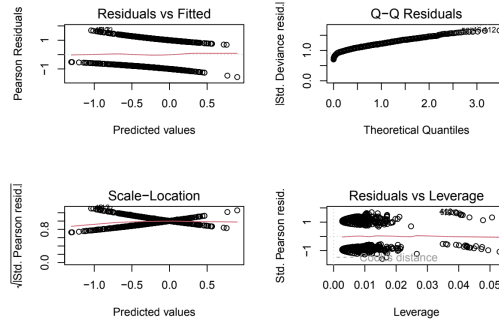 Residuals vs Fitted
Pearson Residuals
1
−1
−1.0
−0.5
0.0
0.5
Predicted values
Q−Q Residuals
|Std. Deviance resid.|
1.0
0.0
0.0
1.0
2.0
3.0
Theoretical Quantiles
Scale−Location
√|Std. Pearson resid.|
0.8
0.0
−1.0
−0.5
0.0
0.5
Predicted values
Residuals vs Leverage
Std. Pearson resid.
1
−1
Cook's distance
0.00
0.01
0.02
0.03
0.04
0.05
Leverage